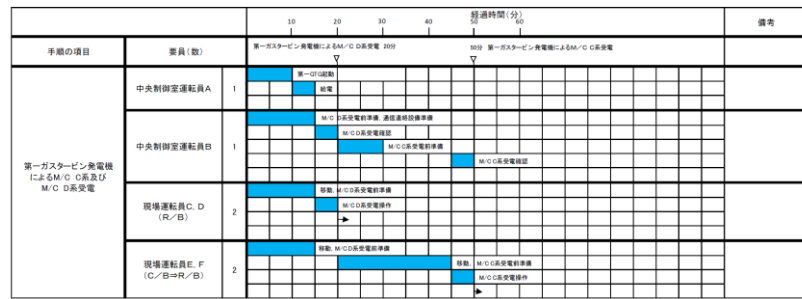 経過時間(分)
備考
10 20 30 40 50 60
手順の項目
要員(数)
第一ガスタービン発電機によるM/C D系受電 20分
50分 第一ガスタービン発電機によるM/C C系受電
第一ガスタービン発電機
によるM/C C系及び
M/C D系受電
中央制御室運転員A
1
第一GTG起動
給電
中央制御室運転員B
1
M/C D系受電前準備,通信連絡設備準備
M/CD系受電確認
M/CC系受電前準備
M/CC系受電確認
現場運転員C,D
(R/B)
2
移動,M/CD系受電前準備
M/CD系受電操作
現場運転員E,F
(C/B⇒R/B)
2
移動,M/CD系受電前準備
移動,M/CC系受電前準備
M/CC系受電操作